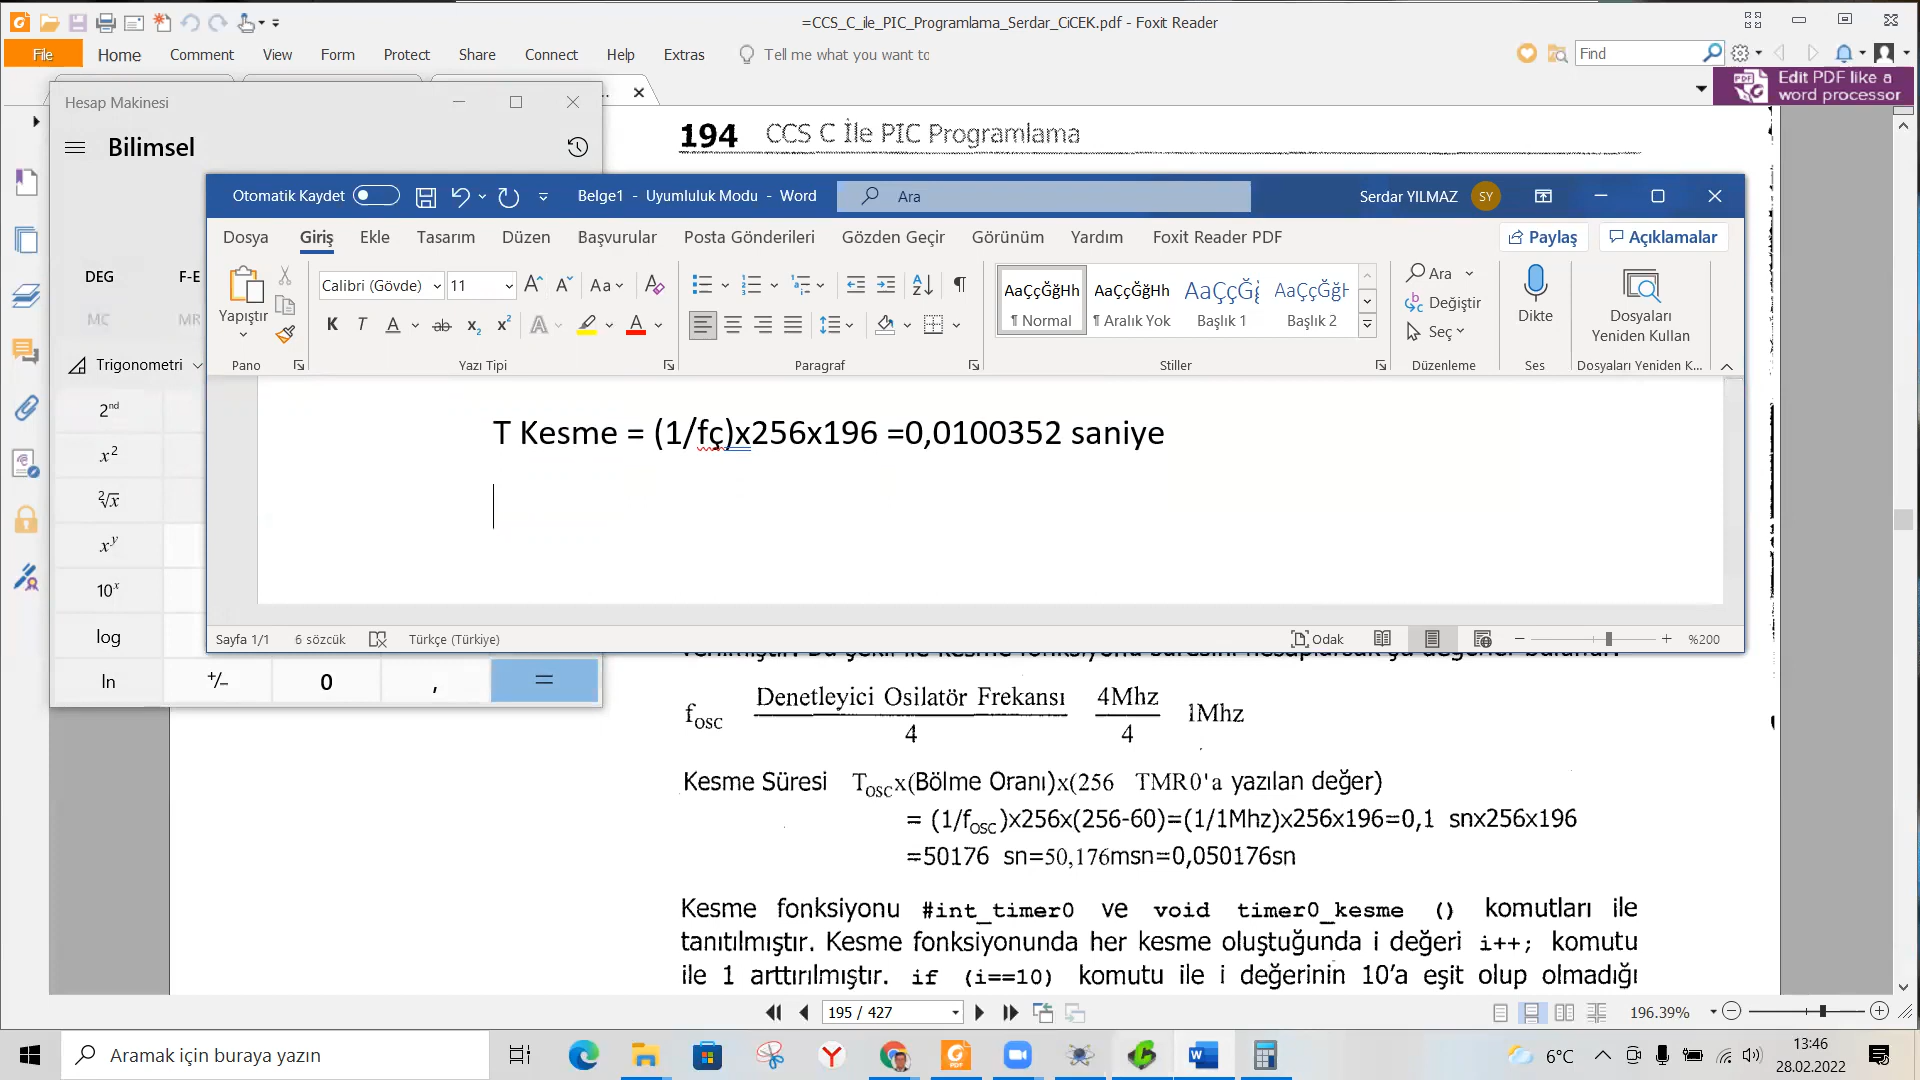 =CCS_C_ile_PIC_Programlama_Serdar_CiCEK.pdf - Foxit Reader
File Home Comment View Form Protect Share Connect Help Extras Tell me what you want to Find
Edit PDF like a
word processor
Hesap Makinesi
Bilimsel
194 CCS C İle PIC Programlama
Otomatik Kaydet Belge1 - Uyumluluk Modu - Word Ara Serdar YILMAZ SY
Dosya Giriş Ekle Tasarım Düzen Başvurular Posta Gönderileri Gözden Geçir Görünüm Yardım Foxit Reader PDF Paylaş Açıklamalar
DEG F-E
MC MR
Trigonometri
Yapıştır
Calibri (Gövde) 11
K T A ab x₂ x² A A
AaÇçĞğHh AaÇçĞğHh AaÇçĞğ AaÇçĞğH
¶ Normal ¶ Aralık Yok Başlık 1 Başlık 2
Ara
Değiştir
Seç
Dikte
Dosyaları
Yeniden Kullan
Pano Yazı Tipi Paragraf Stiller Düzenleme Ses Dosyaları Yeniden K...
2nd
x²
²√x
xʸ
10ˣ
log
ln +/- 0 , =
T Kesme = (1/fç)x256x196 =0,0100352 saniye
Sayfa 1/1 6 sözcük Türkçe (Türkiye) Odak %200
fOSC Denetleyici Osilatör Frekansı 4Mhz 1Mhz
4 4
Kesme Süresi TOSCx(Bölme Oranı)x(256 TMR0'a yazılan değer)
= (1/fOSC)x256x(256-60)=(1/1Mhz)x256x196=0,1 snx256x196
=50176 sn=50,176msn=0,050176sn
Kesme fonksiyonu #int_timer0 ve void timer0_kesme () komutları ile
tanıtılmıştır. Kesme fonksiyonunda her kesme oluştuğunda i değeri i++; komutu
ile 1 arttırılmıştır. if (i==10) komutu ile i değerinin 10'a eşit olup olmadığı
195 / 427 196.39%
Aramak için buraya yazın
6°C
13:46
28.02.2022